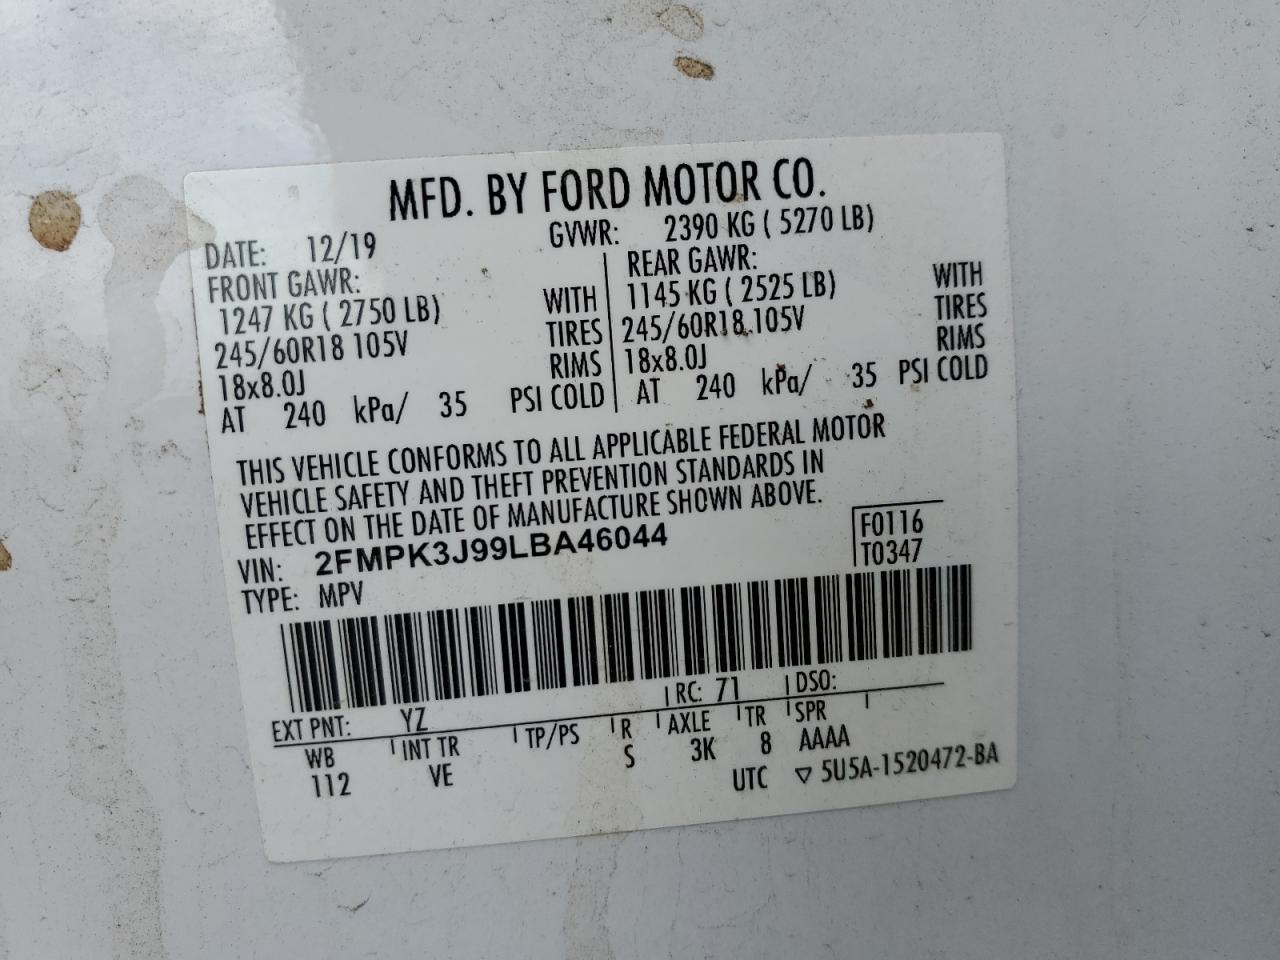 MFD. BY FORD MOTOR CO.
DATE: 12/19 GVWR: 2390 KG ( 5270 LB)
FRONT GAWR: REAR GAWR:
1247 KG ( 2750 LB) WITH 1145 KG ( 2525 LB) WITH
245/60R18 105V TIRES 245/60R18 105V TIRES
18x8.0J RIMS 18x8.0J RIMS
AT 240 kPa/ 35 PSI COLD AT 240 kPa/ 35 PSI COLD
THIS VEHICLE CONFORMS TO ALL APPLICABLE FEDERAL MOTOR
VEHICLE SAFETY AND THEFT PREVENTION STANDARDS IN
EFFECT ON THE DATE OF MANUFACTURE SHOWN ABOVE.
VIN: 2FMPK3J99LBA46044 F0116
TYPE: MPV T0347
EXT PNT: YZ RC: 71 DSO:
WB INT TR TP/PS R AXLE TR SPR
112 VE S 3K 8 AAAA
UTC ▽ 5U5A-1520472-BA